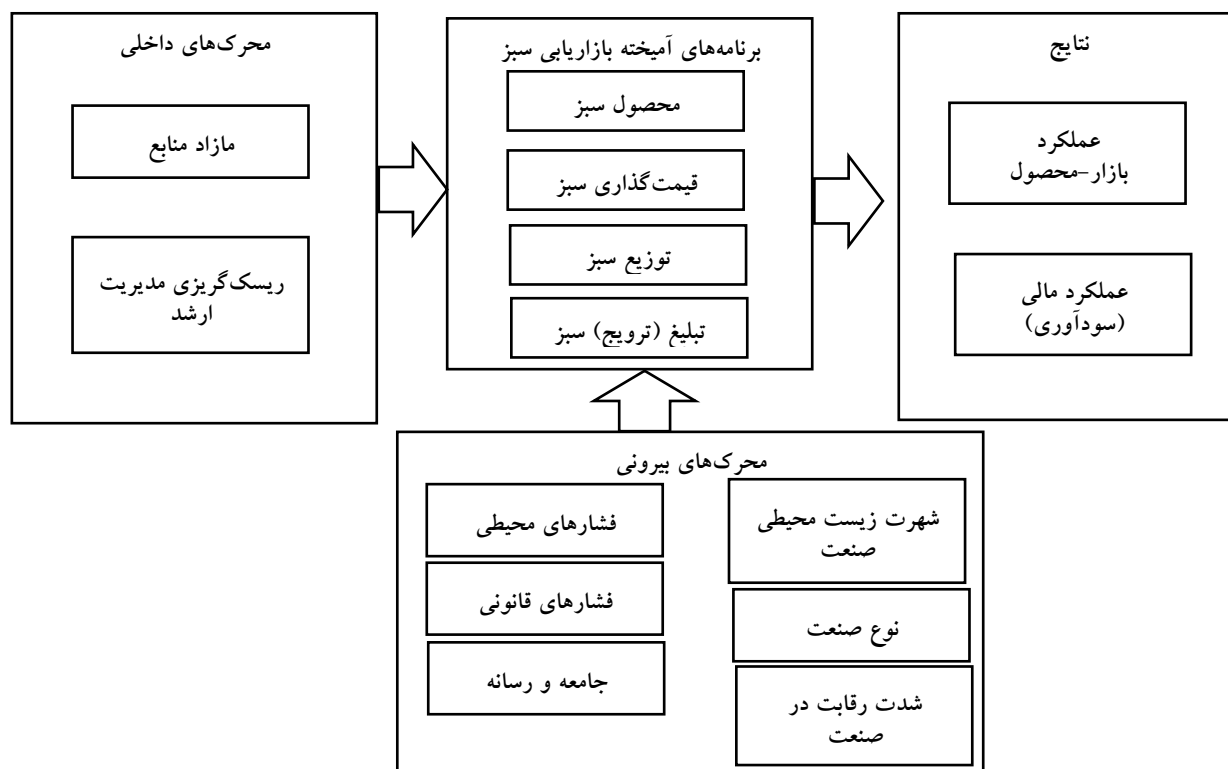 محرک‌های داخلی
مازاد منابع
ریسک‌گریزی مدیریت
ارشد
برنامه‌های آمیخته بازاریابی سبز
محصول سبز
قیمت‌گذاری سبز
توزیع سبز
تبلیغ (ترویج) سبز
نتایج
عملکرد
بازار-محصول
عملکرد مالی
(سودآوری)
محرک‌های بیرونی
شهرت زیست محیطی
صنعت
نوع صنعت
شدت رقابت در
صنعت
فشارهای محیطی
فشارهای قانونی
جامعه و رسانه